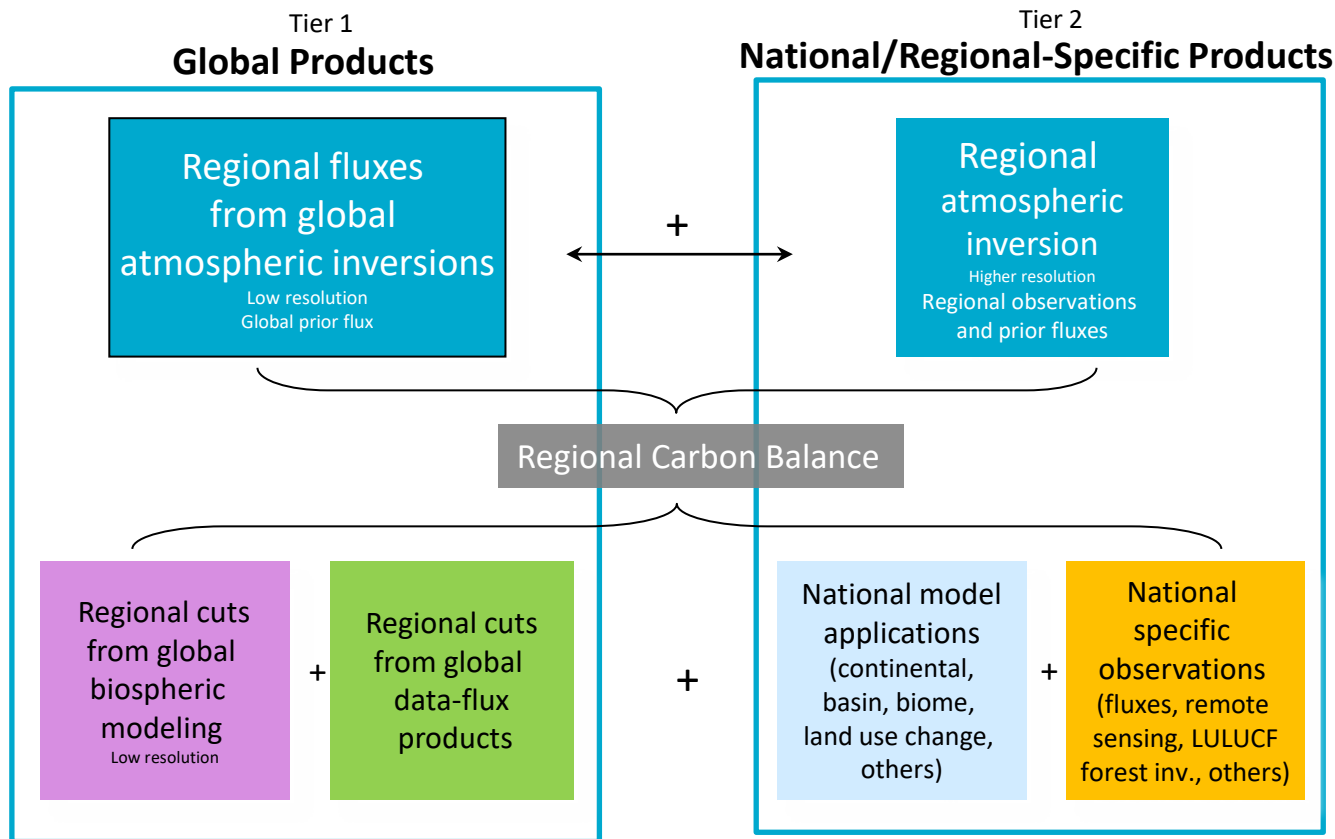 Tier 1
Global Products
Tier 2
National/Regional-Specific Products
Regional fluxes
from global
atmospheric inversions
Low resolution
Global prior flux
+
Regional
atmospheric
inversion
Higher resolution
Regional observations
and prior fluxes
Regional Carbon Balance
Regional cuts
from global
biospheric
modeling
Low resolution
+
Regional cuts
from global
data-flux
products
+
National model
applications
(continental,
basin, biome,
land use change,
others)
+
National
specific
observations
(fluxes, remote
sensing, LULUCF
forest inv., others)